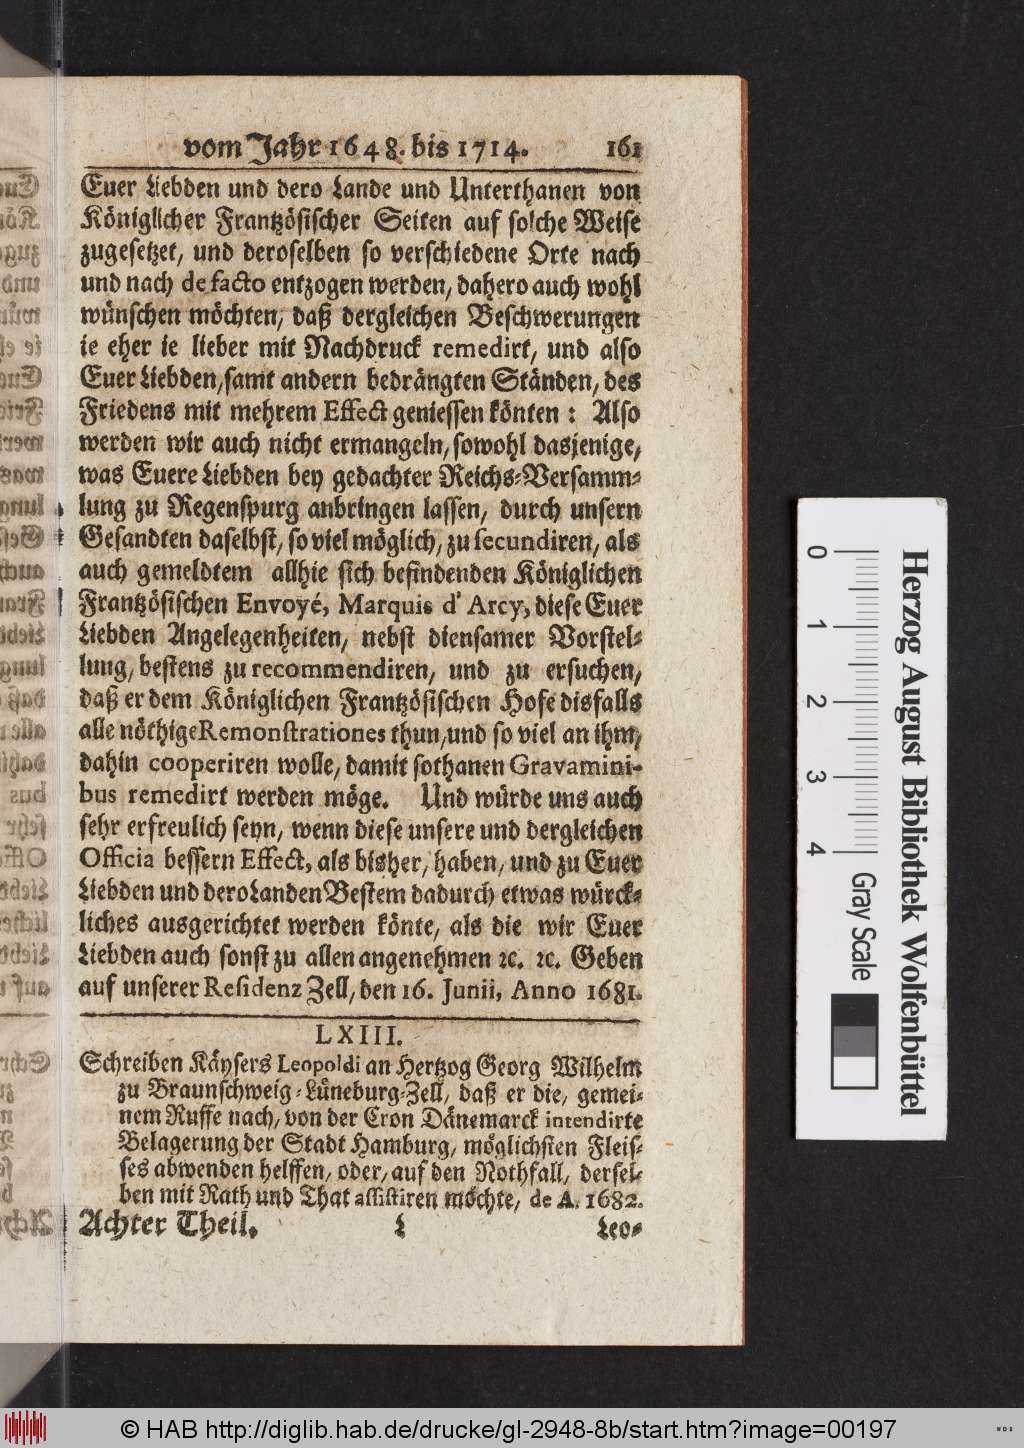 vom Jahr 1648. bis 1714. 161
Euer Liebden und dero Lande und Unterthanen von
Königlicher Frantzösischer Seiten auf solche Weise
zugesetzet, und deroselben so verschiedene Orte nach
und nach de facto entzogen werden, dahero auch wohl
wünschen möchten, daß dergleichen Beschwerungen
ie eher ie lieber mit Nachdruck remedirt, und also
Euer Liebden, samt andern bedrängten Ständen, des
Friedens mit mehrem Effect geniessen könten: Also
werden wir auch nicht ermangeln, sowohl dasjenige,
was Euere Liebden bey gedachter Reichs-Versamm-
lung zu Regenspurg anbringen lassen, durch unsern
Gesandten daselbst, so viel möglich, zu secundiren, als
auch gemeldtem allhie sich befindenden Königlichen
Frantzösischen Envoyé, Marquis d' Arcy, diese Euer
Liebden Angelegenheiten, nebst diensamer Vorstel-
lung, bestens zu recommendiren, und zu ersuchen,
daß er dem Königlichen Frantzösischen Hofe disfalls
alle nöthige Remonstrationes thun, und so viel an ihm,
dahin cooperiren wolle, damit sothanen Gravamini-
bus remedirt werden möge. Und würde uns auch
sehr erfreulich seyn, wenn diese unsere und dergleichen
Officia bessern Effect, als bisher, haben, und zu Euer
Liebden und dero Landen Bestem dadurch etwas würck-
liches ausgerichtet werden könte, als die wir Euer
Liebden auch sonst zu allen angenehmen ꝛc. ꝛc. Geben
auf unserer Residenz Zell, den 16. Junii, Anno 1681.
LXIII.
Schreiben Käysers Leopoldi an Hertzog Georg Wilhelm
zu Braunschweig-Lüneburg-Zell, daß er die, gemei-
nem Ruffe nach, von der Cron Dänemarck intendirte
Belagerung der Stadt Hamburg, möglichsten Fleis-
ses abwenden helffen, oder, auf den Nothfall, dersel-
ben mit Rath und That assistiren möchte, de A. 1682.
Achter Theil. L Leo-
0 1 2 3 4 Gray Scale
Herzog August Bibliothek Wolfenbüttel
© HAB http://diglib.hab.de/drucke/gl-2948-8b/start.htm?image=00197